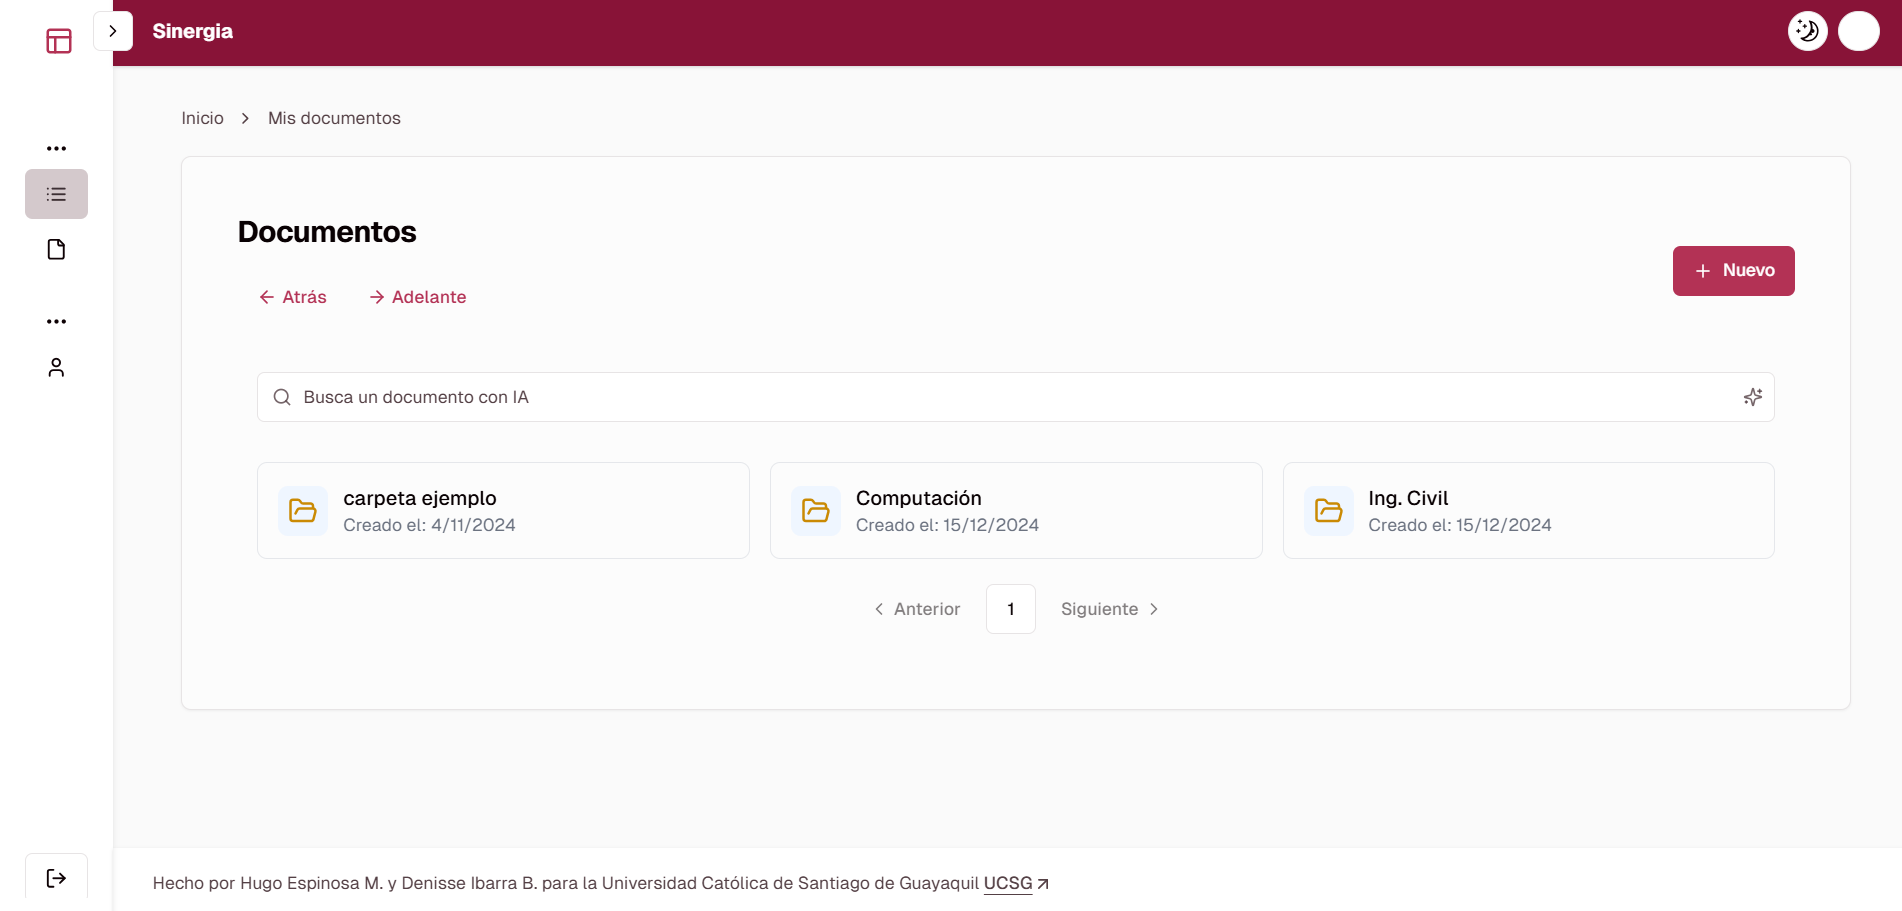 Sinergia
Inicio
Mis documentos
Documentos
Atrás
Adelante
Nuevo
Busca un documento con IA
carpeta ejemplo
Creado el: 4/11/2024
Computación
Creado el: 15/12/2024
Ing. Civil
Creado el: 15/12/2024
Anterior
1
Siguiente
Hecho por Hugo Espinosa M. y Denisse Ibarra B. para la Universidad Católica de Santiago de Guayaquil UCSG